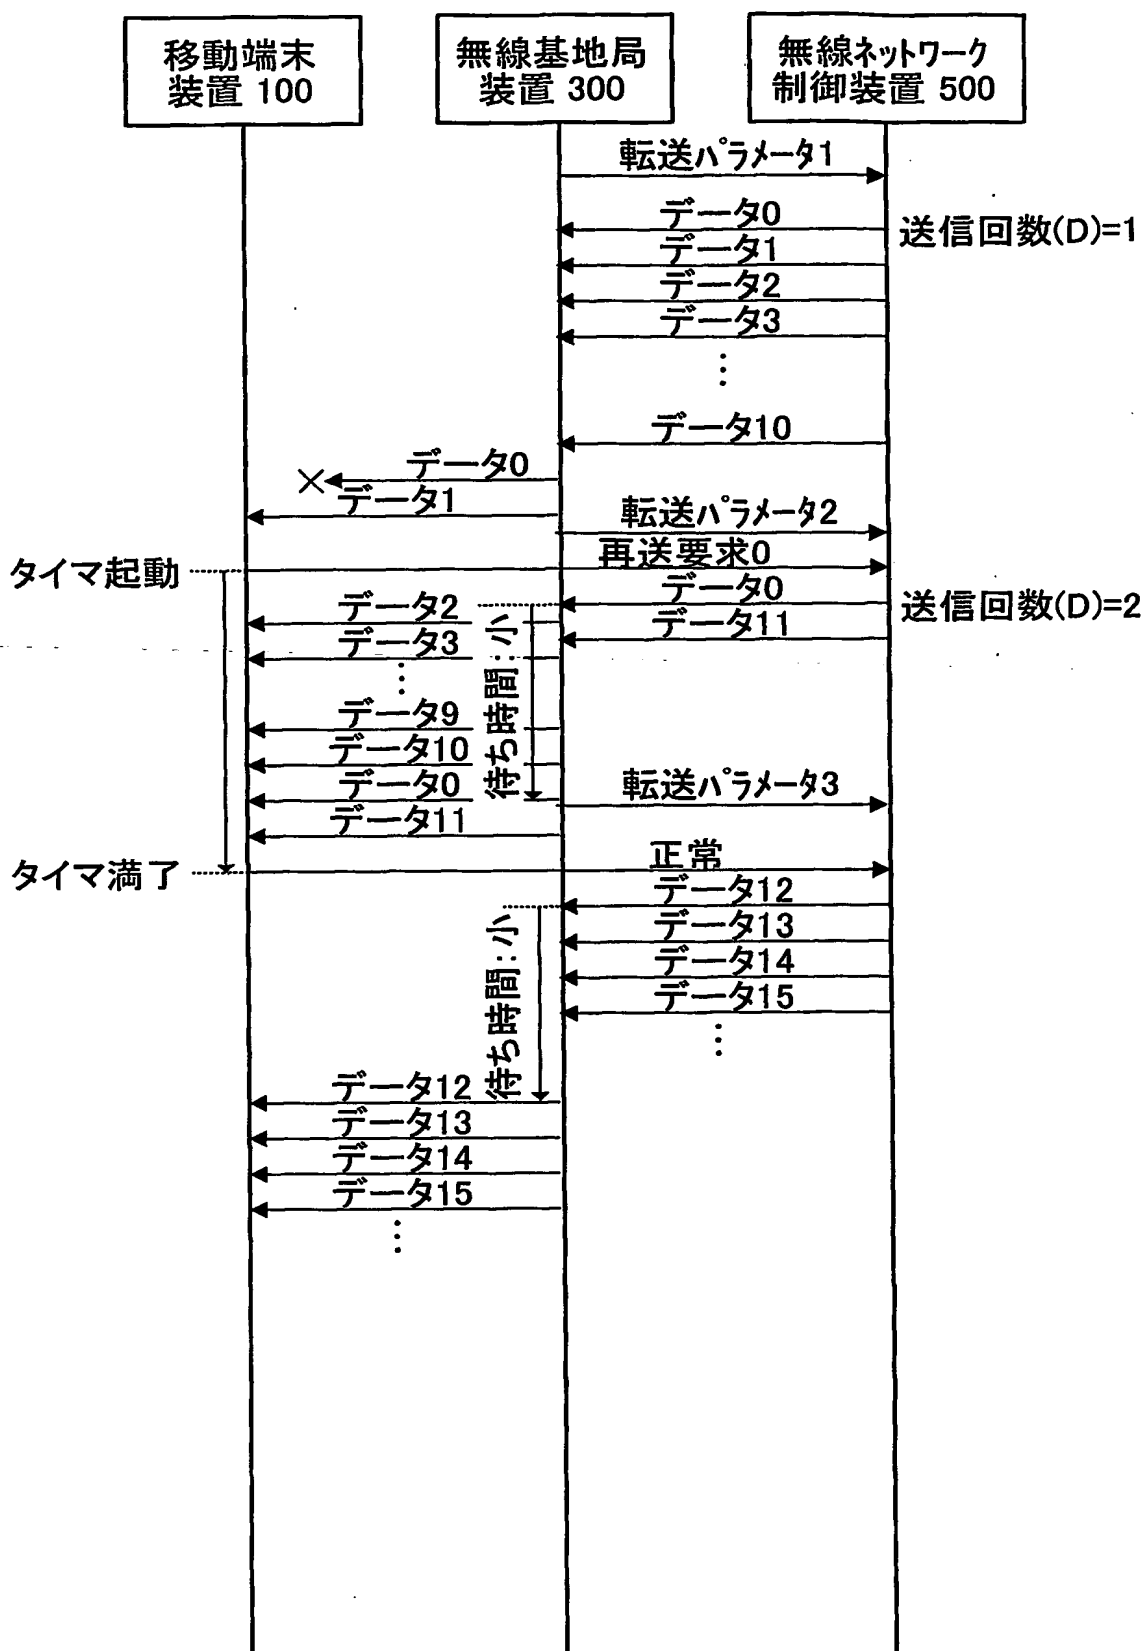 移動端末
装置 100
無線基地局
装置 300
無線ネットワーク
制御装置 500
転送パラメータ1
データ0
送信回数(D)=1
データ1
データ2
データ3
データ10
データ0
データ1
転送パラメータ2
再送要求0
タイマ起動
データ0
送信回数(D)=2
データ2
データ11
データ3
待ち時間:小
データ9
データ10
データ0
転送パラメータ3
データ11
正常
タイマ満了
データ12
データ13
データ14
データ15
待ち時間:小
データ12
データ13
データ14
データ15